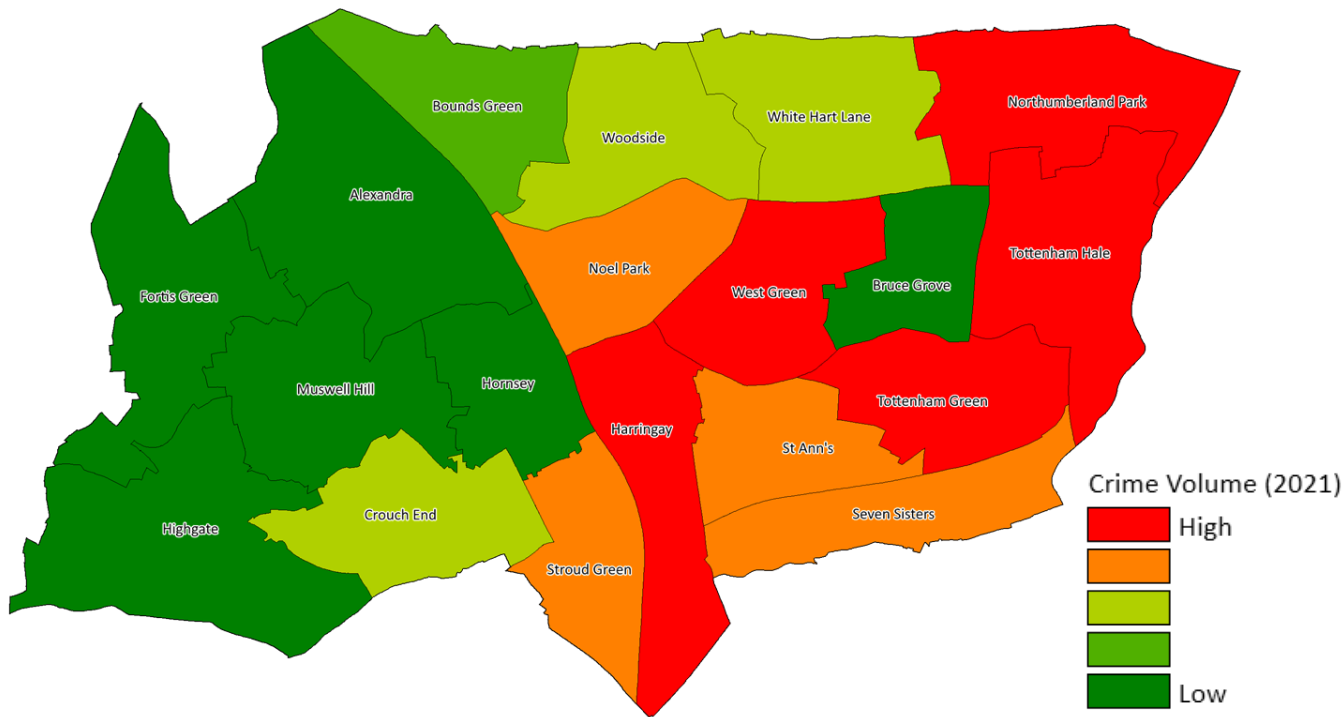 Bounds Green
Woodside
White Hart Lane
Northumberland Park
Alexandra
Noel Park
West Green
Bruce Grove
Tottenham Hale
Fortis Green
Muswell Hill
Hornsey
Harringay
Tottenham Green
St Ann's
Highgate
Crouch End
Stroud Green
Seven Sisters
Crime Volume (2021)
High
Low